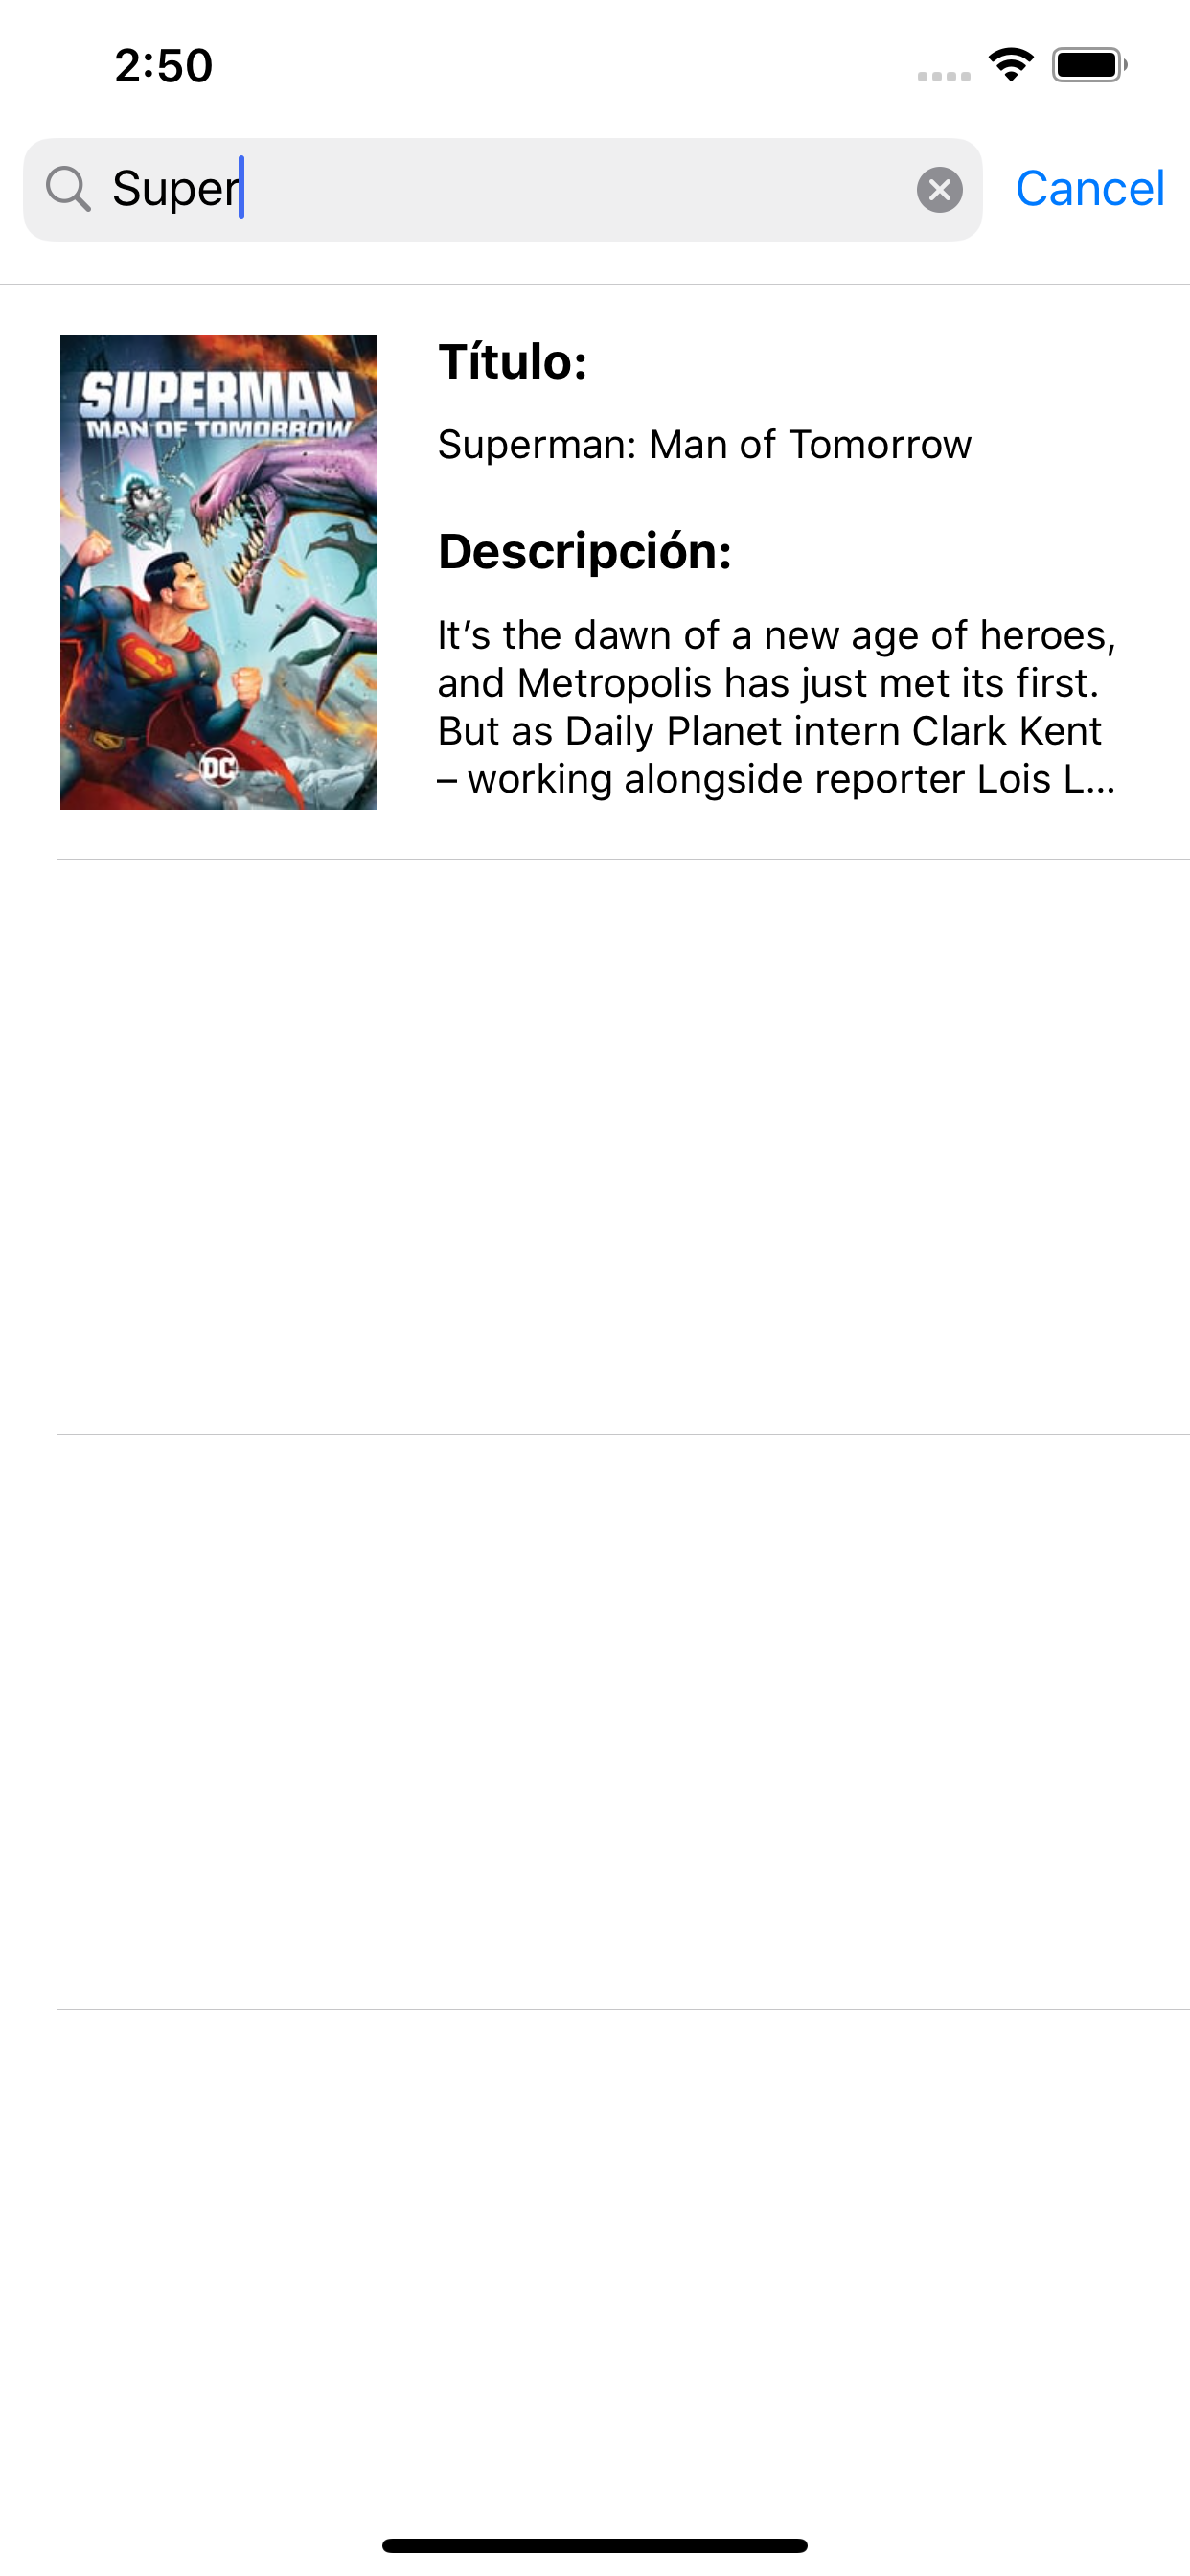 2:50
Super
Cancel
SUPERMAN
MAN OF TOMORROW
DC
Título:
Superman: Man of Tomorrow
Descripción:
It’s the dawn of a new age of heroes,
and Metropolis has just met its first.
But as Daily Planet intern Clark Kent
– working alongside reporter Lois L...